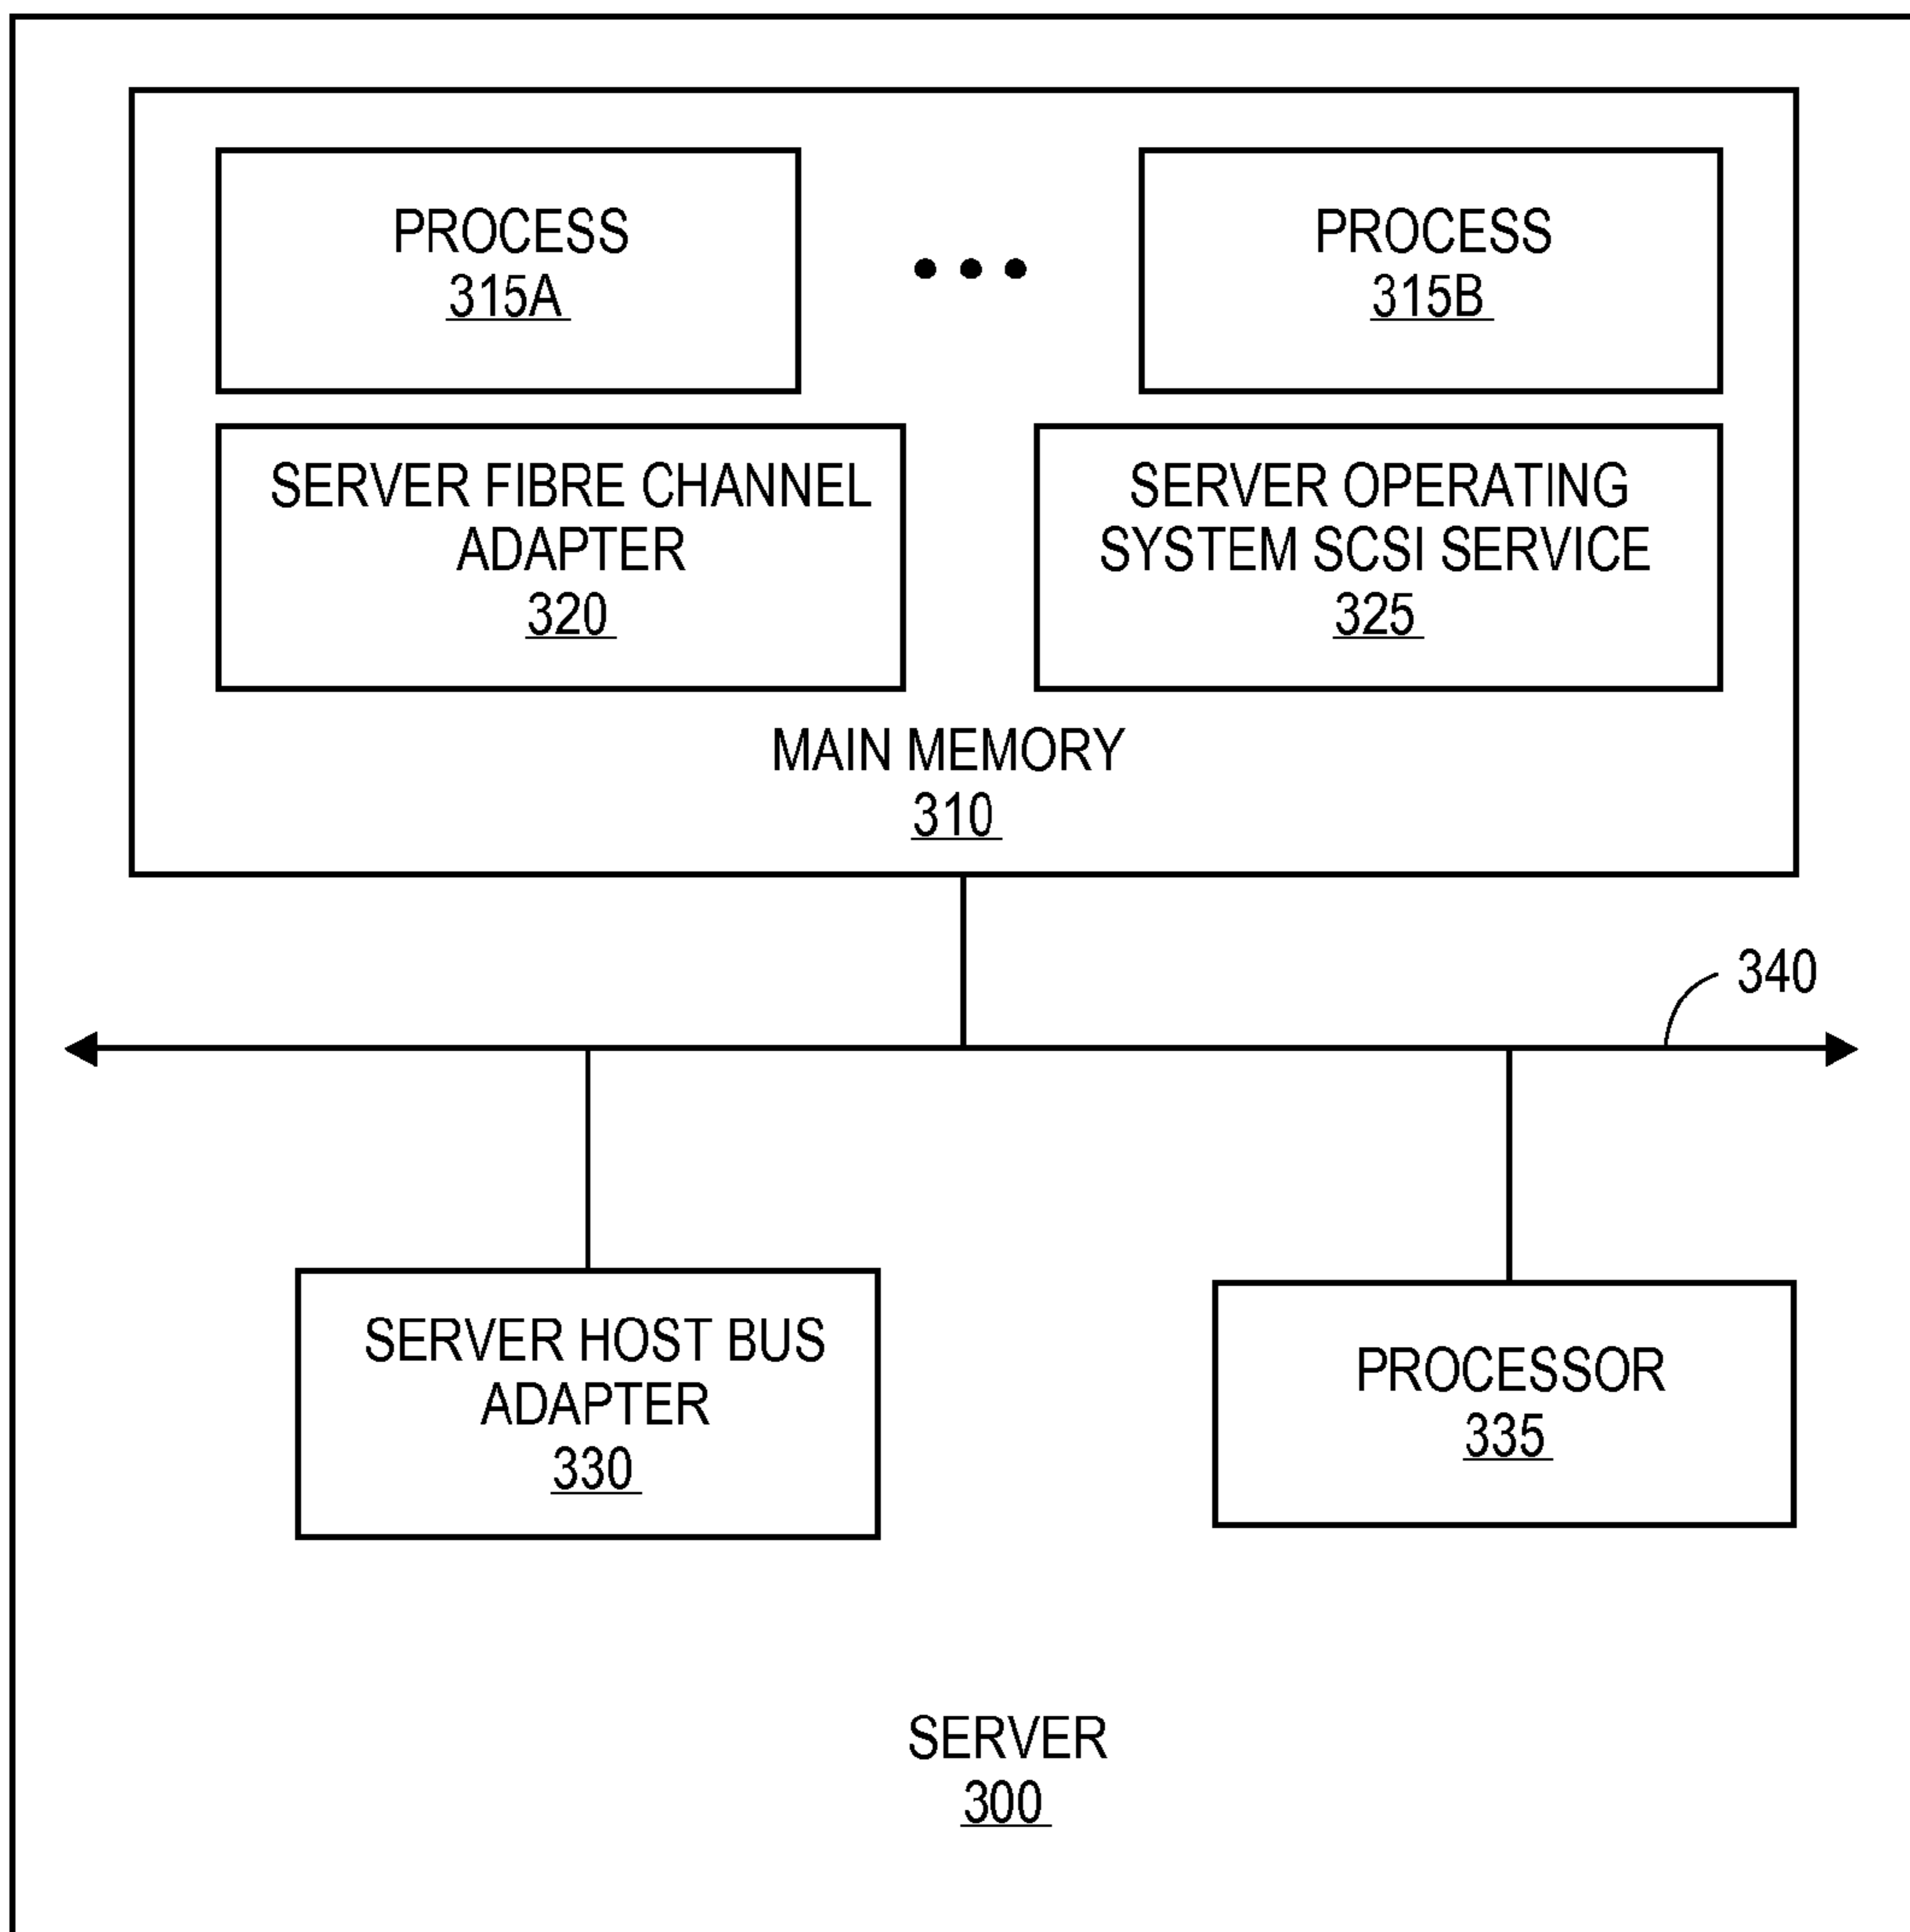 PROCESS
315A
PROCESS
315B
SERVER FIBRE CHANNEL
ADAPTER
320
SERVER OPERATING
SYSTEM SCSI SERVICE
325
MAIN MEMORY
310
340
SERVER HOST BUS
ADAPTER
330
PROCESSOR
335
SERVER
300